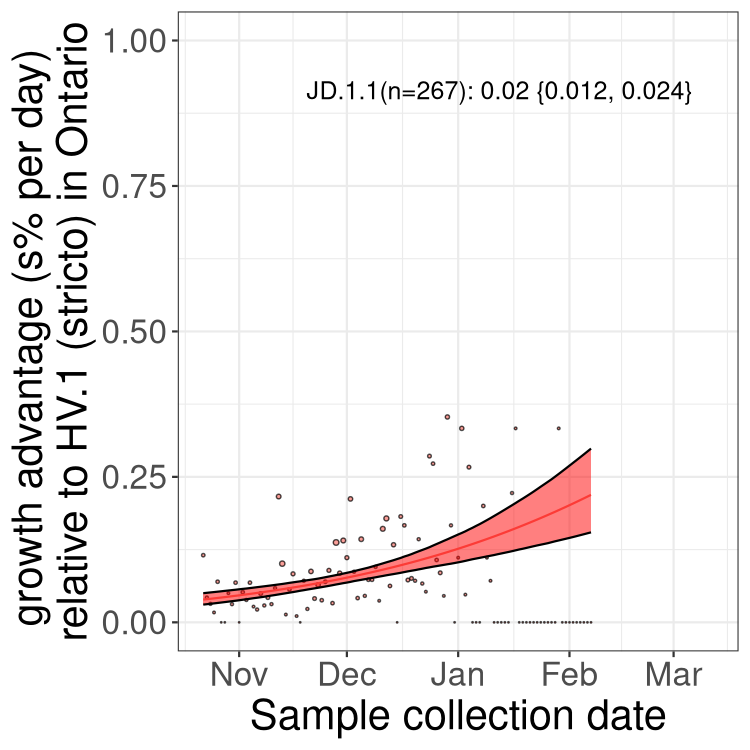 growth advantage (s% per day)
relative to HV.1 (stricto) in Ontario
1.00
0.75
0.50
0.25
0.00
JD.1.1(n=267): 0.02 {0.012, 0.024}
Nov Dec Jan Feb Mar
Sample collection date